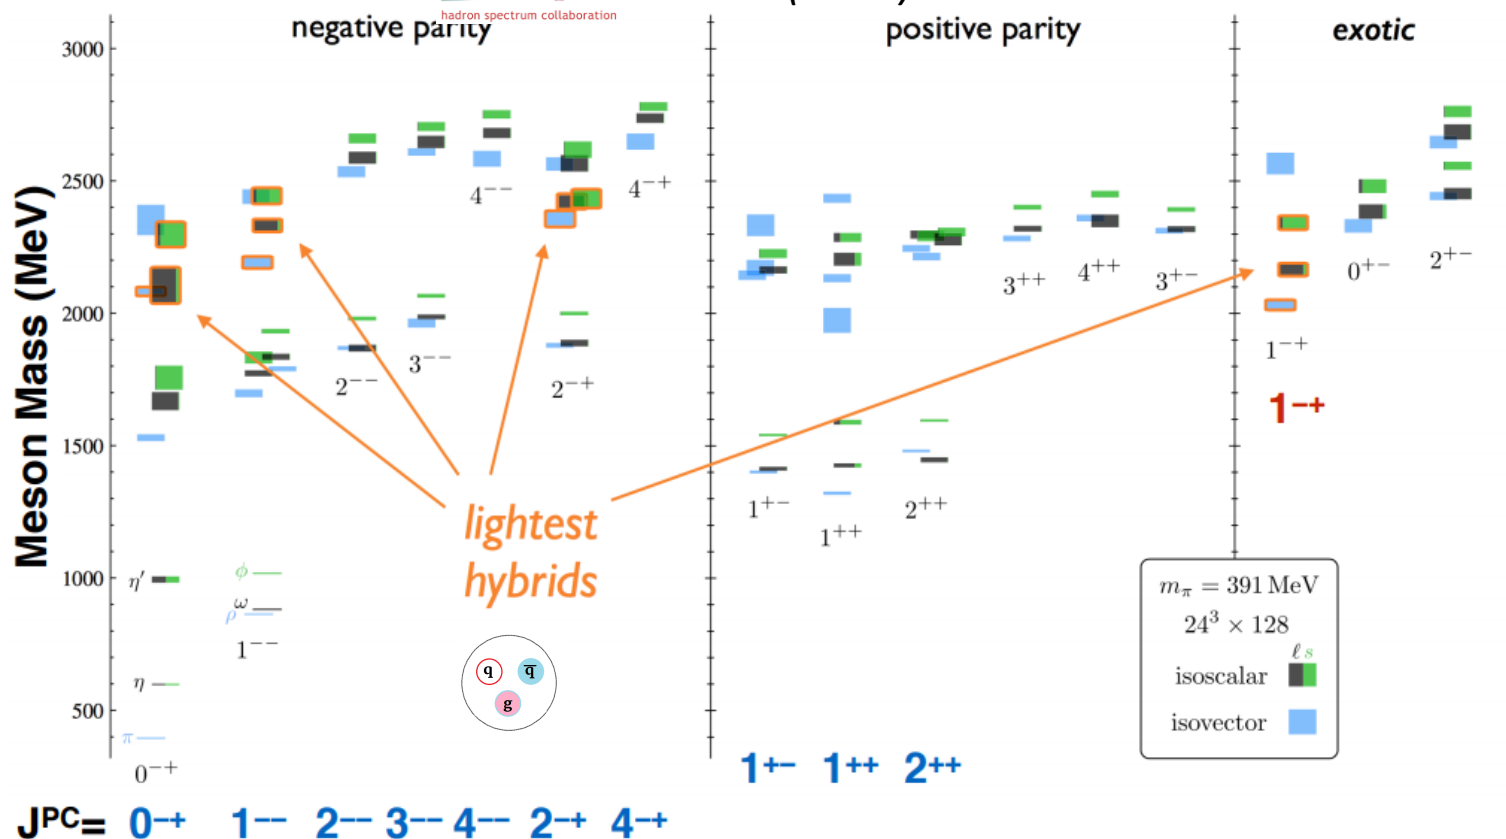 hadron spectrum collaboration
negative parity
positive parity
exotic
Meson Mass (MeV)
3000
2500
2000
1500
1000
500
4⁻⁻
4⁻⁺
2⁻⁻
3⁻⁻
2⁻⁺
3⁺⁺
4⁺⁺
3⁺⁻
0⁺⁻
2⁺⁻
1⁻⁺
1⁻⁺
1⁺⁻
1⁺⁺
2⁺⁺
lightest
hybrids
η′
ϕ
ω
ρ
1⁻⁻
η
π
0⁻⁺
q q̅
g
m_π = 391 MeV
24³ × 128
ℓ s
isoscalar
isovector
1⁺⁻ 1⁺⁺ 2⁺⁺
Jᴾꟲ= 0⁻⁺ 1⁻⁻ 2⁻⁻ 3⁻⁻ 4⁻⁻ 2⁻⁺ 4⁻⁺